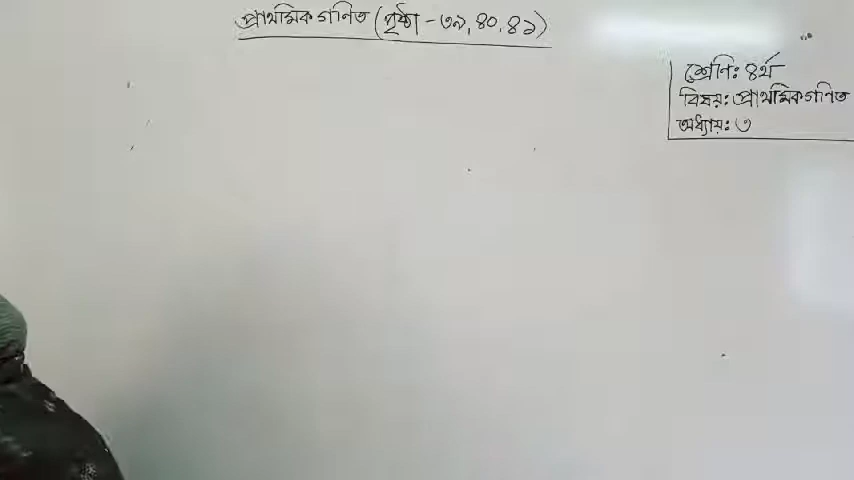 প্রাথমিক গণিত (পৃষ্ঠা - ৩৯, ৪০, ৪১)
শ্রেণি: ৪র্থ
বিষয়: প্রাথমিক গণিত
অধ্যায়: ৩